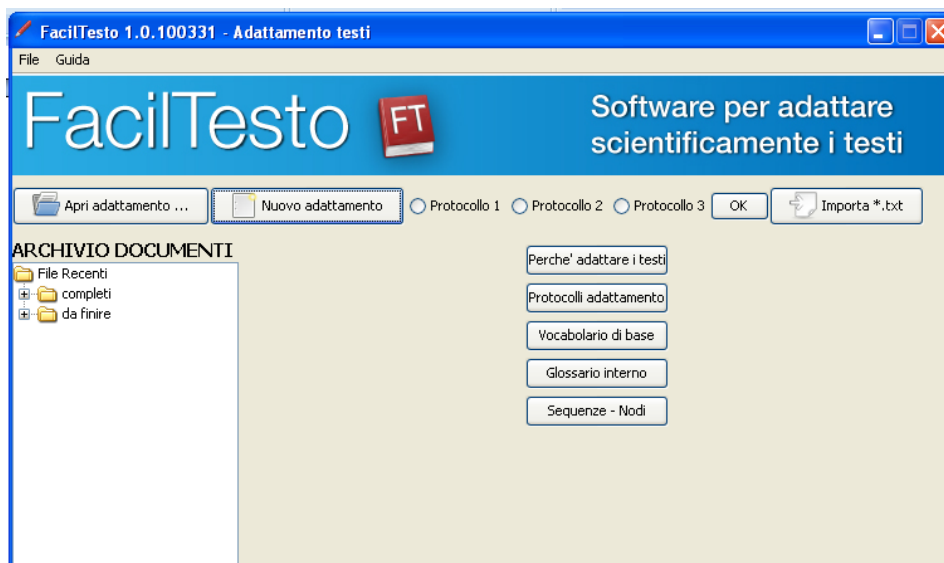 FacilTesto 1.0.100331 - Adattamento testi
File Guida
FacilTesto FT
Software per adattare
scientificamente i testi
Apri adattamento ... Nuovo adattamento Protocollo 1 Protocollo 2 Protocollo 3 OK Importa *.txt
ARCHIVIO DOCUMENTI
File Recenti
completi
da finire
Perche' adattare i testi
Protocolli adattamento
Vocabolario di base
Glossario interno
Sequenze - Nodi